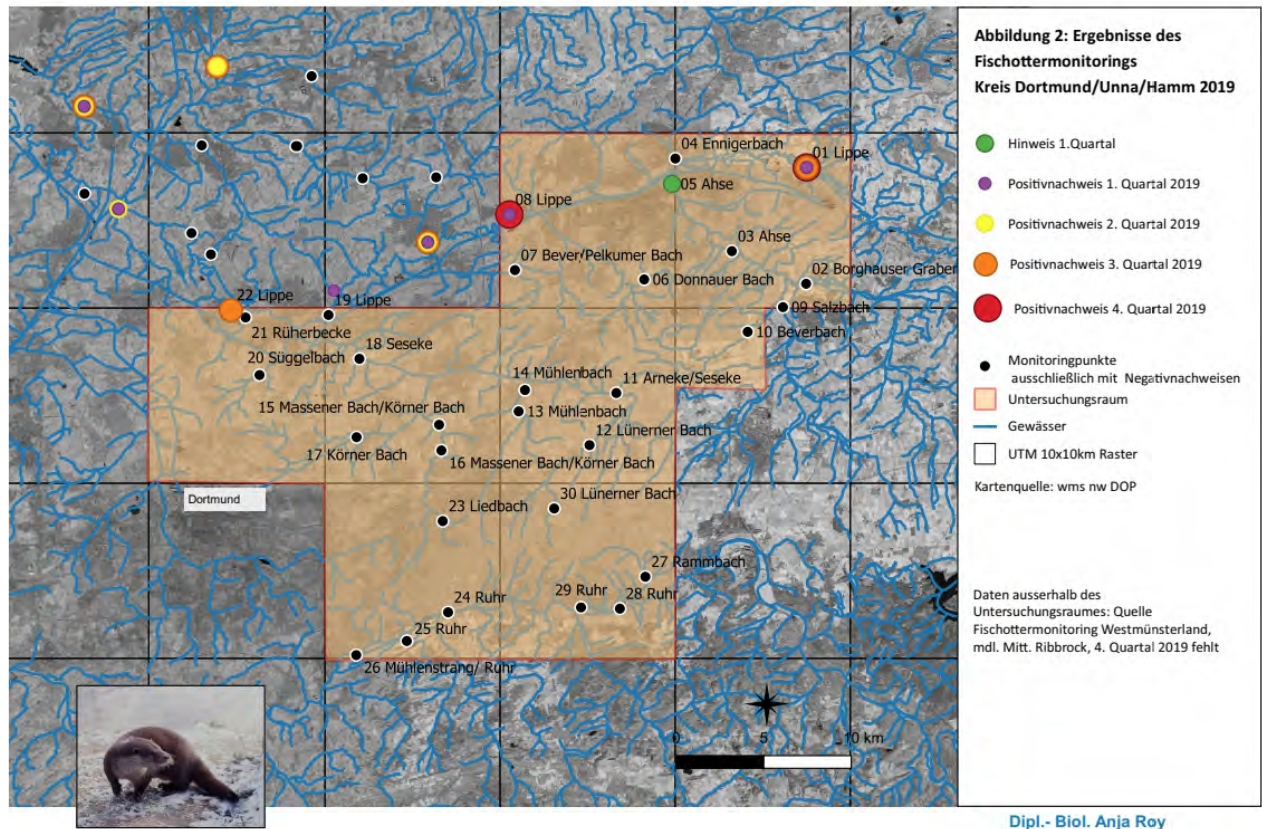 Abbildung 2: Ergebnisse des
Fischottermonitorings
Kreis Dortmund/Unna/Hamm 2019
Hinweis 1.Quartal
Positivnachweis 1. Quartal 2019
Positivnachweis 2. Quartal 2019
Positivnachweis 3. Quartal 2019
Positivnachweis 4. Quartal 2019
Monitoringpunkte
ausschließlich mit Negativnachweisen
Untersuchungsraum
Gewässer
UTM 10x10km Raster
Kartenquelle: wms nw DOP
Daten ausserhalb des
Untersuchungsraumes: Quelle
Fischottermonitoring Westmünsterland,
mdl. Mitt. Ribbrock, 4. Quartal 2019 fehlt
04 Ennigerbach
01 Lippe
05 Ahse
08 Lippe
03 Ahse
07 Bever/Pelkumer Bach
06 Donnauer Bach
02 Borghauser Graber
22 Lippe
19 Lippe
09 Salzbach
21 Rüherbecke
10 Beverbach
18 Seseke
20 Süggelbach
14 Mühlenbach
11 Arneke/Seseke
15 Massener Bach/Körner Bach
13 Mühlenbach
12 Lünerner Bach
17 Körner Bach
16 Massener Bach/Körner Bach
Dortmund
30 Lünerner Bach
23 Liedbach
27 Rammbach
24 Ruhr
29 Ruhr
28 Ruhr
25 Ruhr
26 Mühlenstrang/ Ruhr
0 5 10 km
Dipl.- Biol. Anja Roy